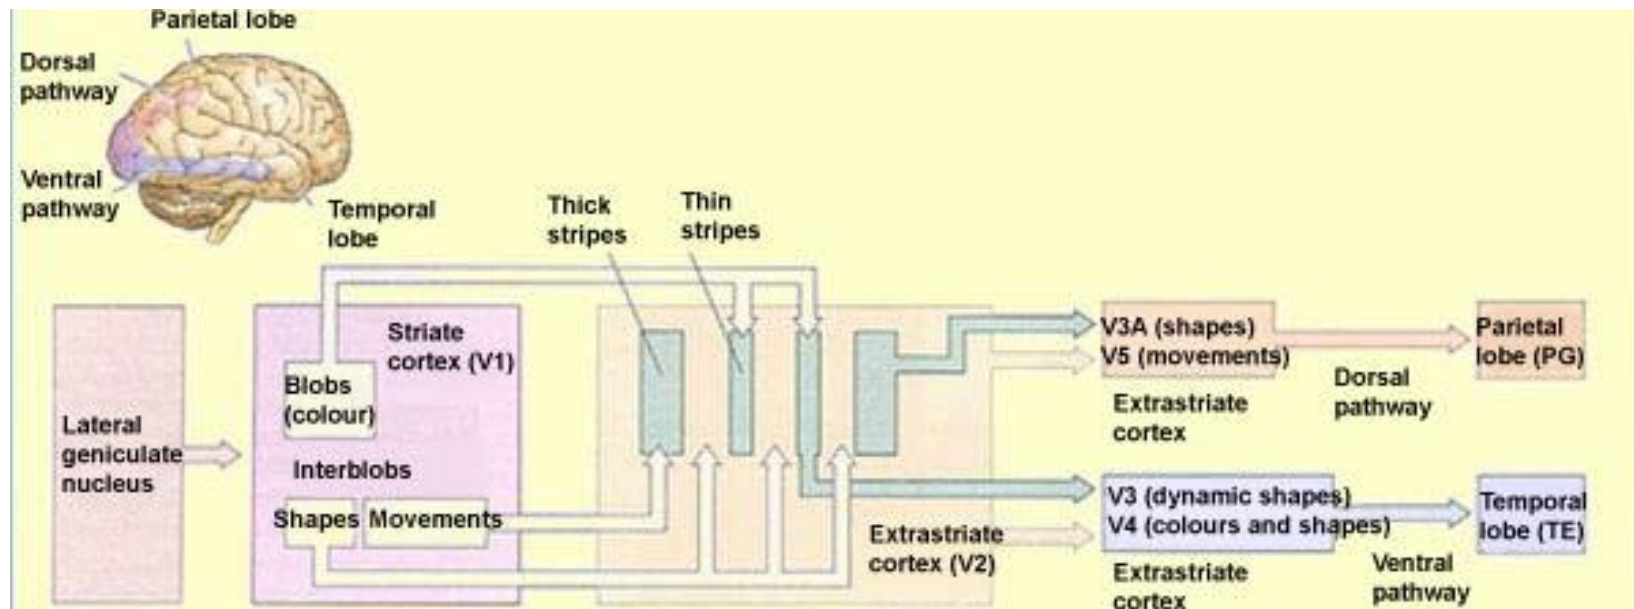 Parietal lobe
Dorsal
pathway
Ventral
pathway
Temporal
lobe
Thick
stripes
Thin
stripes
Lateral
geniculate
nucleus
Striate
cortex (V1)
Blobs
(colour)
Interblobs
Shapes
Movements
Extrastriate
cortex (V2)
V3A (shapes)
V5 (movements)
Extrastriate
cortex
Dorsal
pathway
Parietal
lobe (PG)
V3 (dynamic shapes)
V4 (colours and shapes)
Extrastriate
cortex
Ventral
pathway
Temporal
lobe (TE)